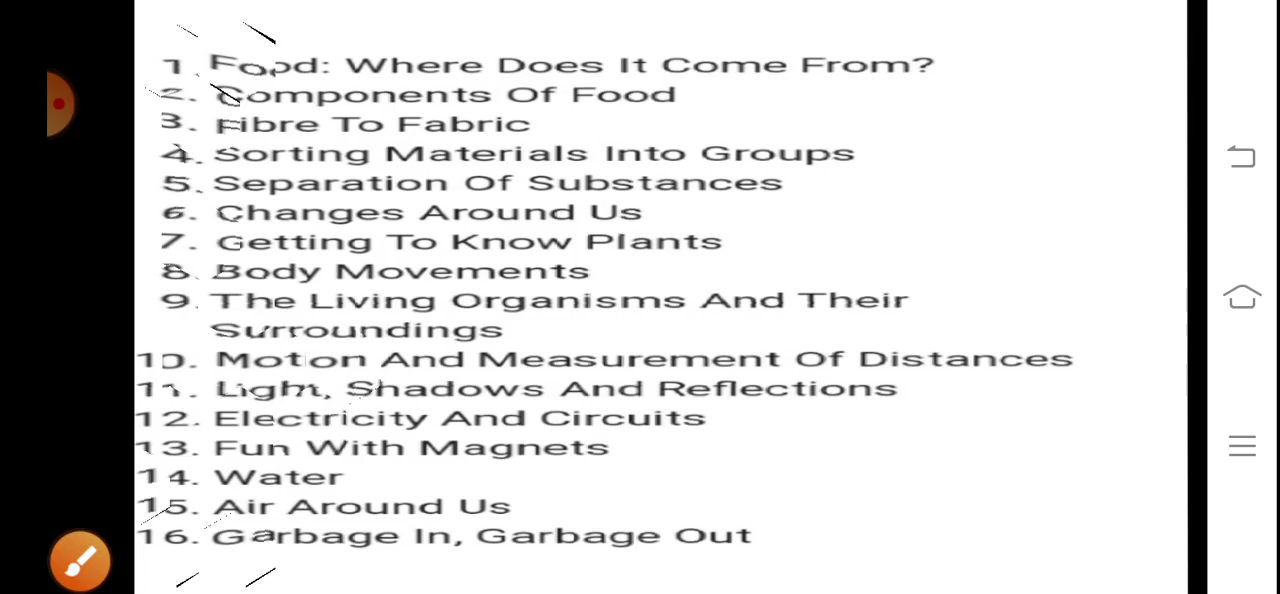 1. Food: Where Does It Come From?
2. Components Of Food
3. Fibre To Fabric
4. Sorting Materials Into Groups
5. Separation Of Substances
6. Changes Around Us
7. Getting To Know Plants
8. Body Movements
9. The Living Organisms And Their
Surroundings
10. Motion And Measurement Of Distances
11. Light, Shadows And Reflections
12. Electricity And Circuits
13. Fun With Magnets
14. Water
15. Air Around Us
16. Garbage In, Garbage Out